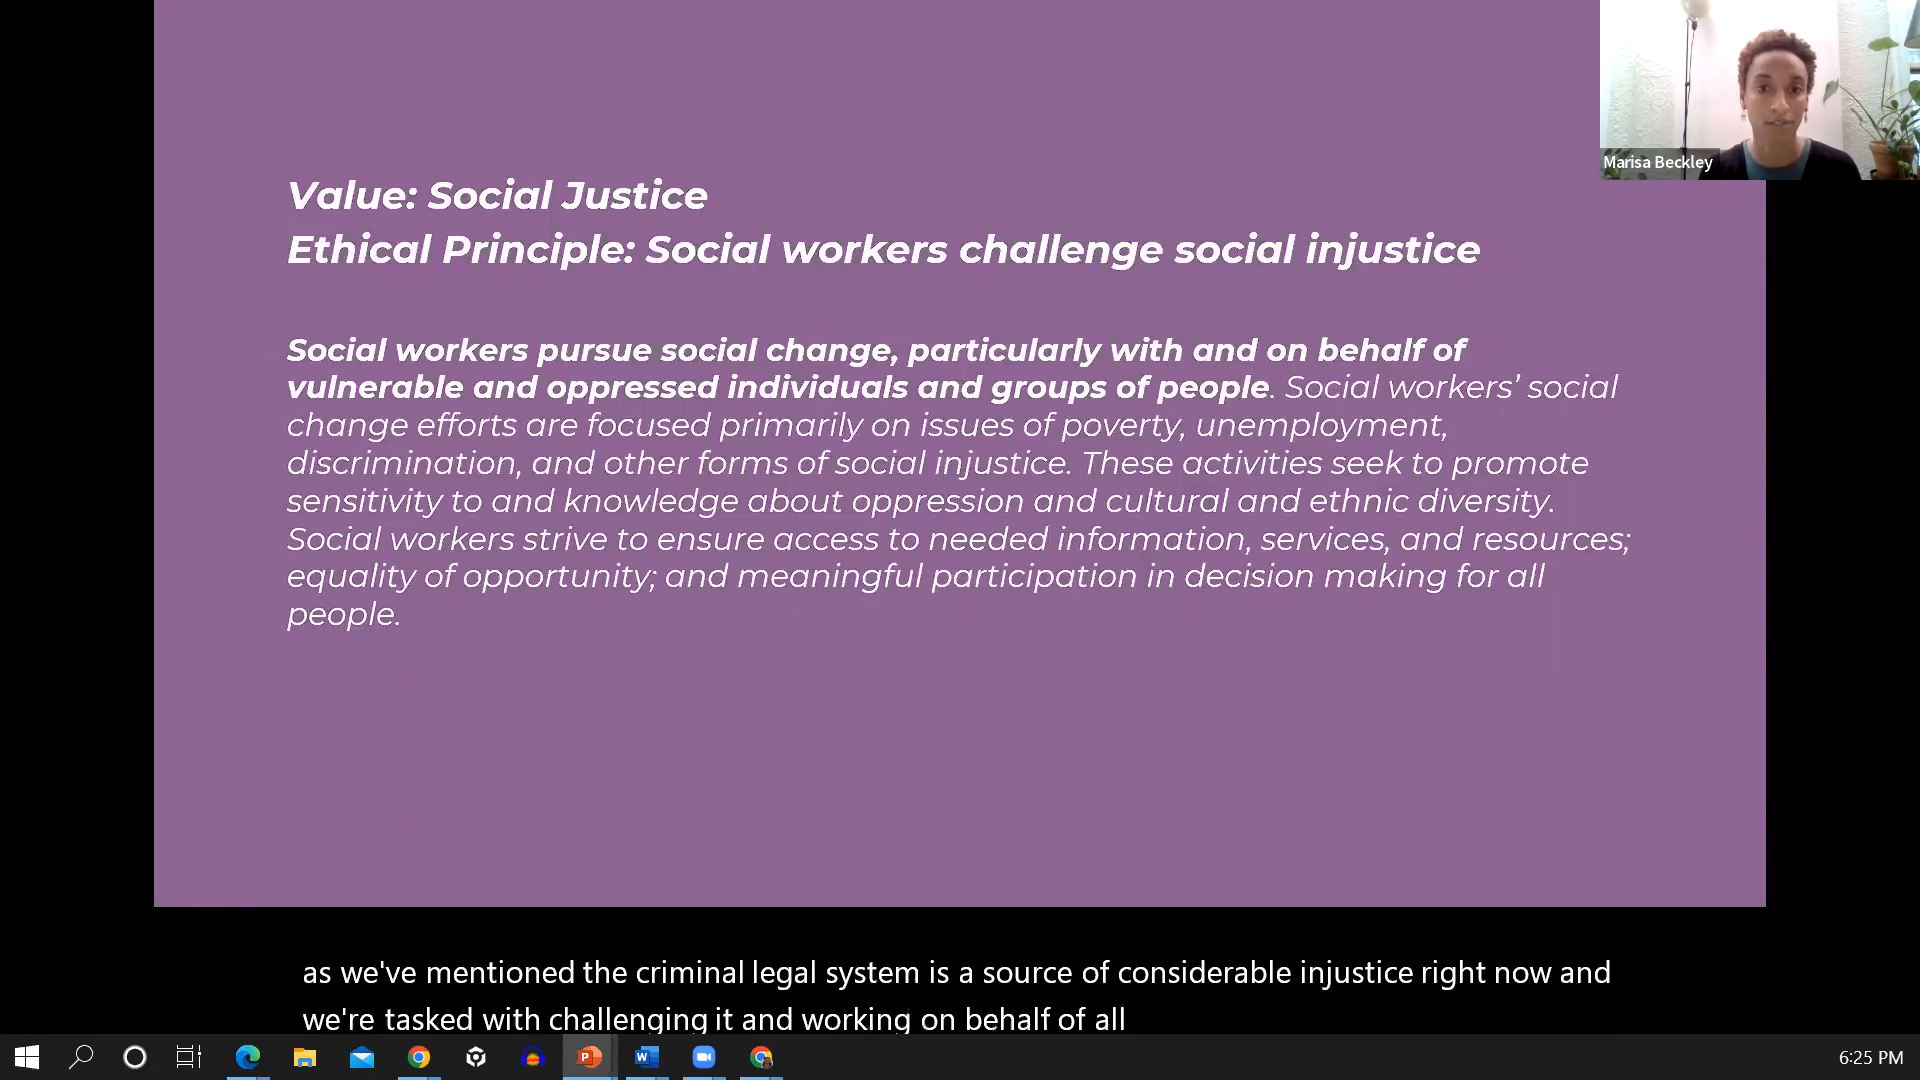 Marisa Beckley
Value: Social Justice
Ethical Principle: Social workers challenge social injustice
Social workers pursue social change, particularly with and on behalf of
vulnerable and oppressed individuals and groups of people. Social workers’ social
change efforts are focused primarily on issues of poverty, unemployment,
discrimination, and other forms of social injustice. These activities seek to promote
sensitivity to and knowledge about oppression and cultural and ethnic diversity.
Social workers strive to ensure access to needed information, services, and resources;
equality of opportunity; and meaningful participation in decision making for all
people.
as we've mentioned the criminal legal system is a source of considerable injustice right now and
we're tasked with challenging it and working on behalf of all
P
W
6:25 PM